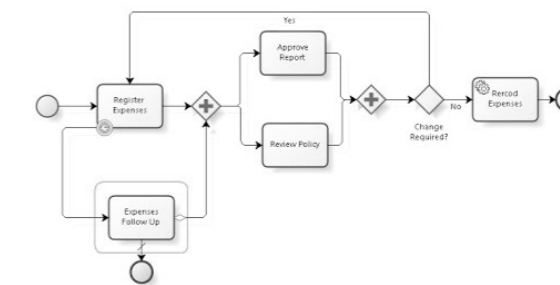 Yes
Approve
Report
Register
Expenses
Rercod
Expenses
No
Change
Required?
Review Policy
Expenses
Follow Up